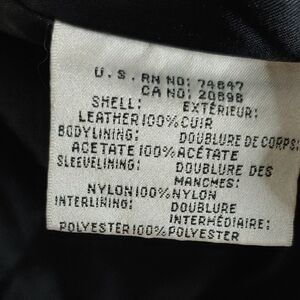 U.S. RN NO: 74847
CA NO: 20898
SHELL: EXTÉRIEUR:
LEATHER100%CUIR
BODYLINING: DOUBLURE DE CORPS:
ACETATE 100%ACÉTATE
SLEEVELINING: DOUBLURE DES
MANCHES:
NYLON100%NYLON
INTERLINING: DOUBLURE
INTERMÉDIAIRE:
POLYESTER100%POLYESTER